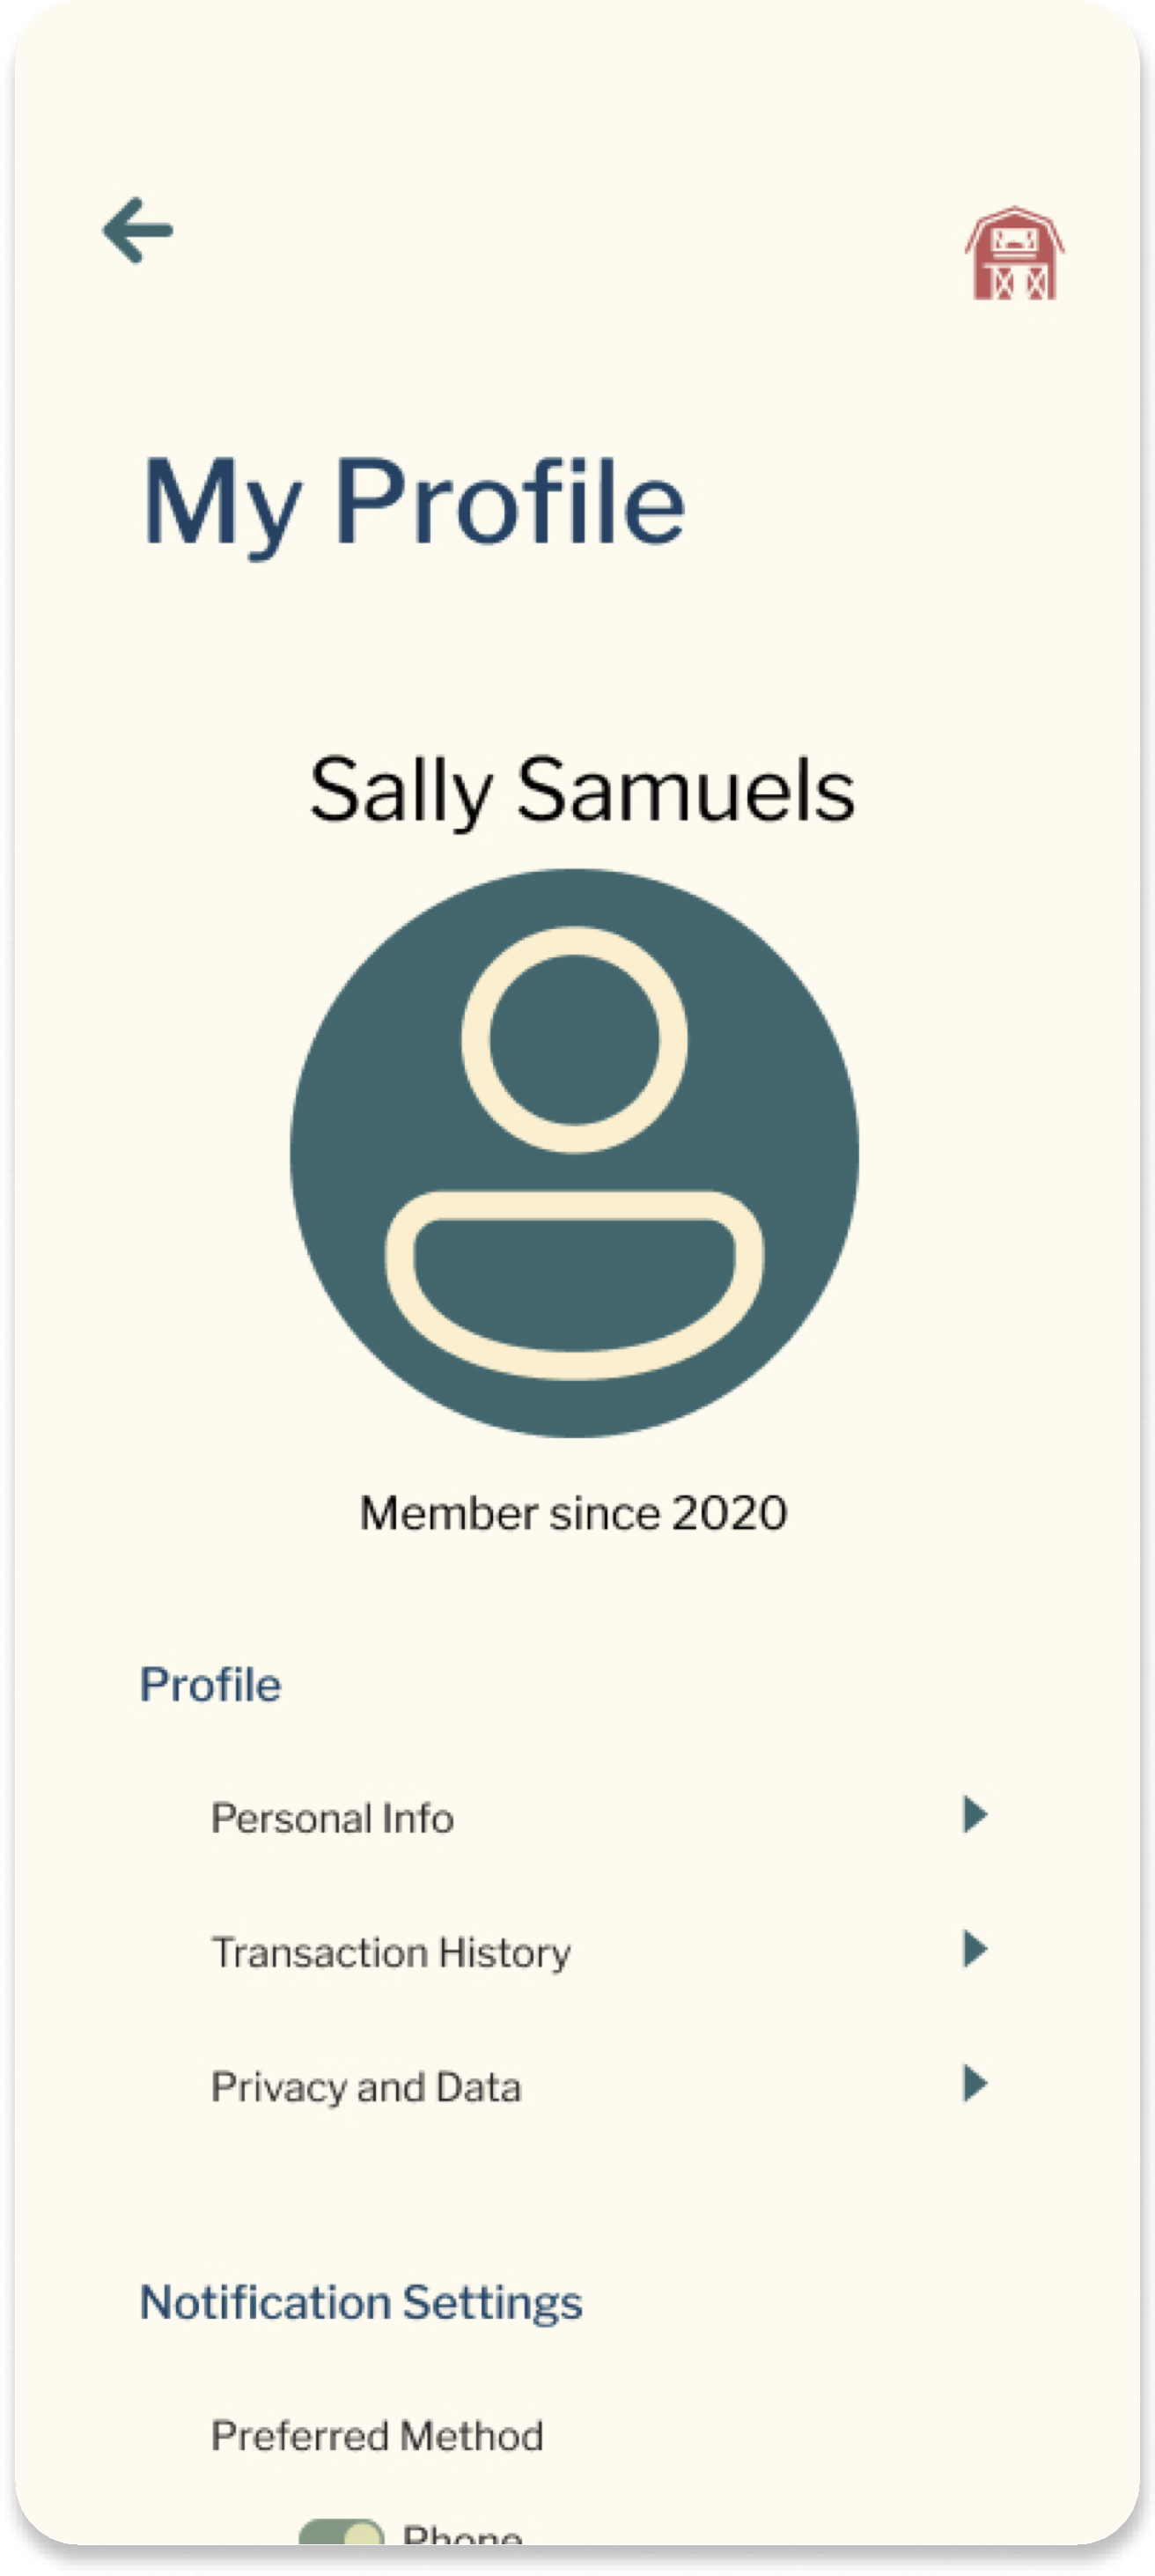 My Profile
Sally Samuels
Member since 2020
Profile
Personal Info
Transaction History
Privacy and Data
Notification Settings
Preferred Method
Phone